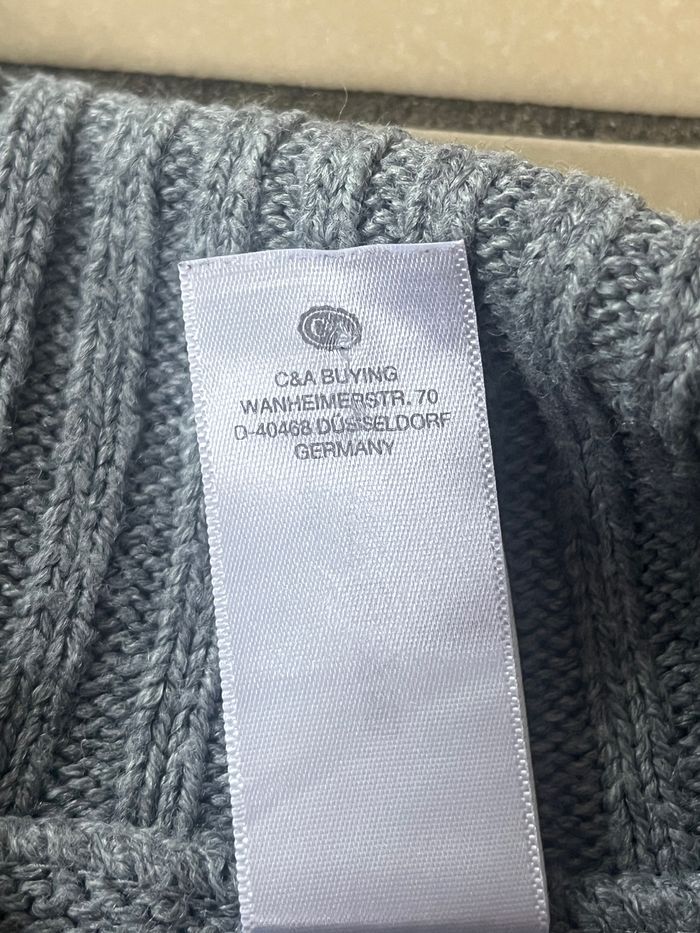 C&A
C&A BUYING
WANHEIMERSTR. 70
D-40468 DÜSSELDORF
GERMANY